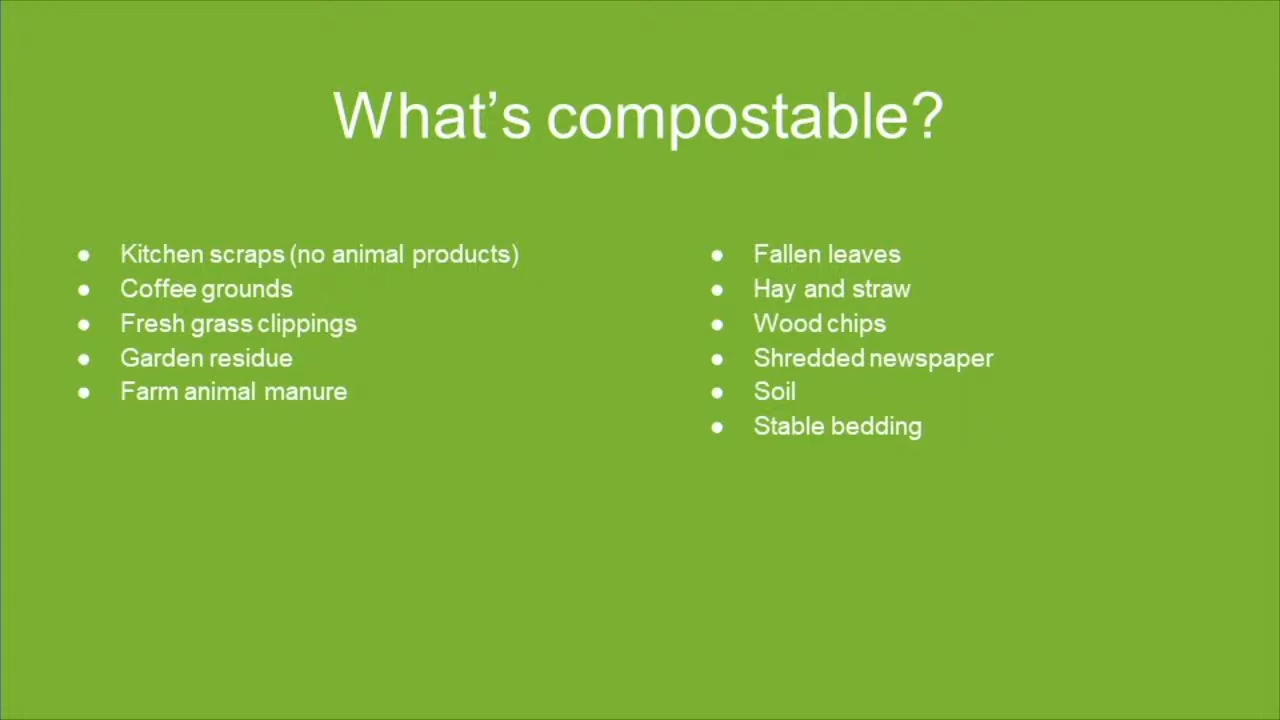 What’s compostable?
● Kitchen scraps (no animal products)
● Coffee grounds
● Fresh grass clippings
● Garden residue
● Farm animal manure
● Fallen leaves
● Hay and straw
● Wood chips
● Shredded newspaper
● Soil
● Stable bedding